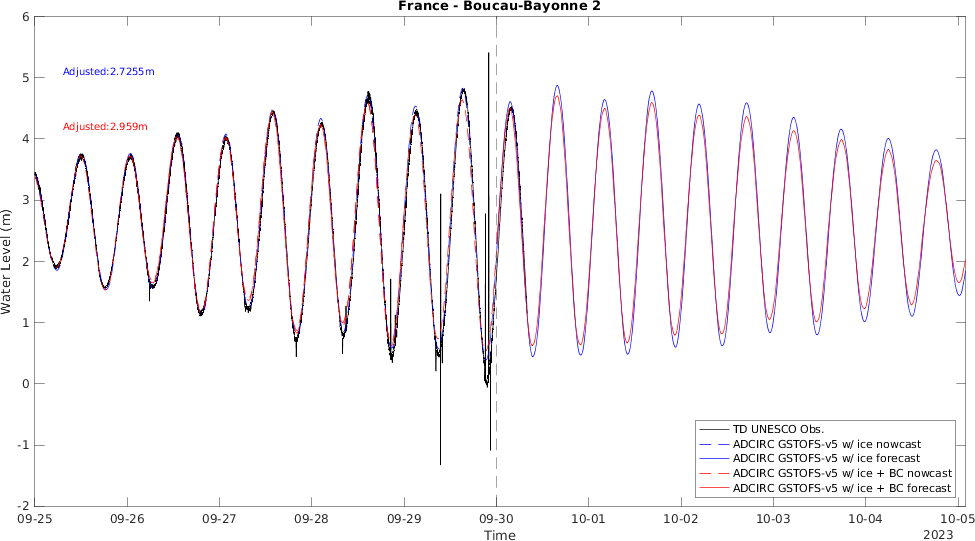 France - Boucau-Bayonne 2
6
5
4
3
2
1
0
-1
-2
Water Level (m)
Adjusted:2.7255m
Adjusted:2.959m
TD UNESCO Obs.
ADCIRC GSTOFS-v5 w/ ice nowcast
ADCIRC GSTOFS-v5 w/ ice forecast
ADCIRC GSTOFS-v5 w/ ice + BC nowcast
ADCIRC GSTOFS-v5 w/ ice + BC forecast
09-25 09-26 09-27 09-28 09-29 09-30 10-01 10-02 10-03 10-04 10-05
Time
2023